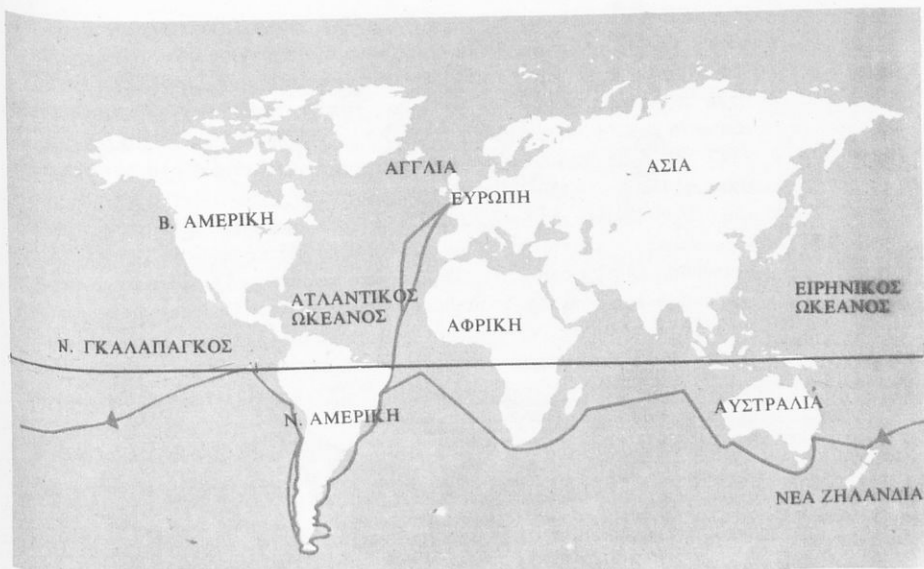 ΑΓΓΛΙΑ
ΑΣΙΑ
ΕΥΡΩΠΗ
Β. ΑΜΕΡΙΚΗ
ΑΤΛΑΝΤΙΚΟΣ
ΩΚΕΑΝΟΣ
ΕΙΡΗΝΙΚΟΣ
ΩΚΕΑΝΟΣ
ΑΦΡΙΚΗ
Ν. ΓΚΑΛΑΠΑΓΚΟΣ
Ν. ΑΜΕΡΙΚΗ
ΑΥΣΤΡΑΛΙΑ
ΝΕΑ ΖΗΛΑΝΔΙΑ